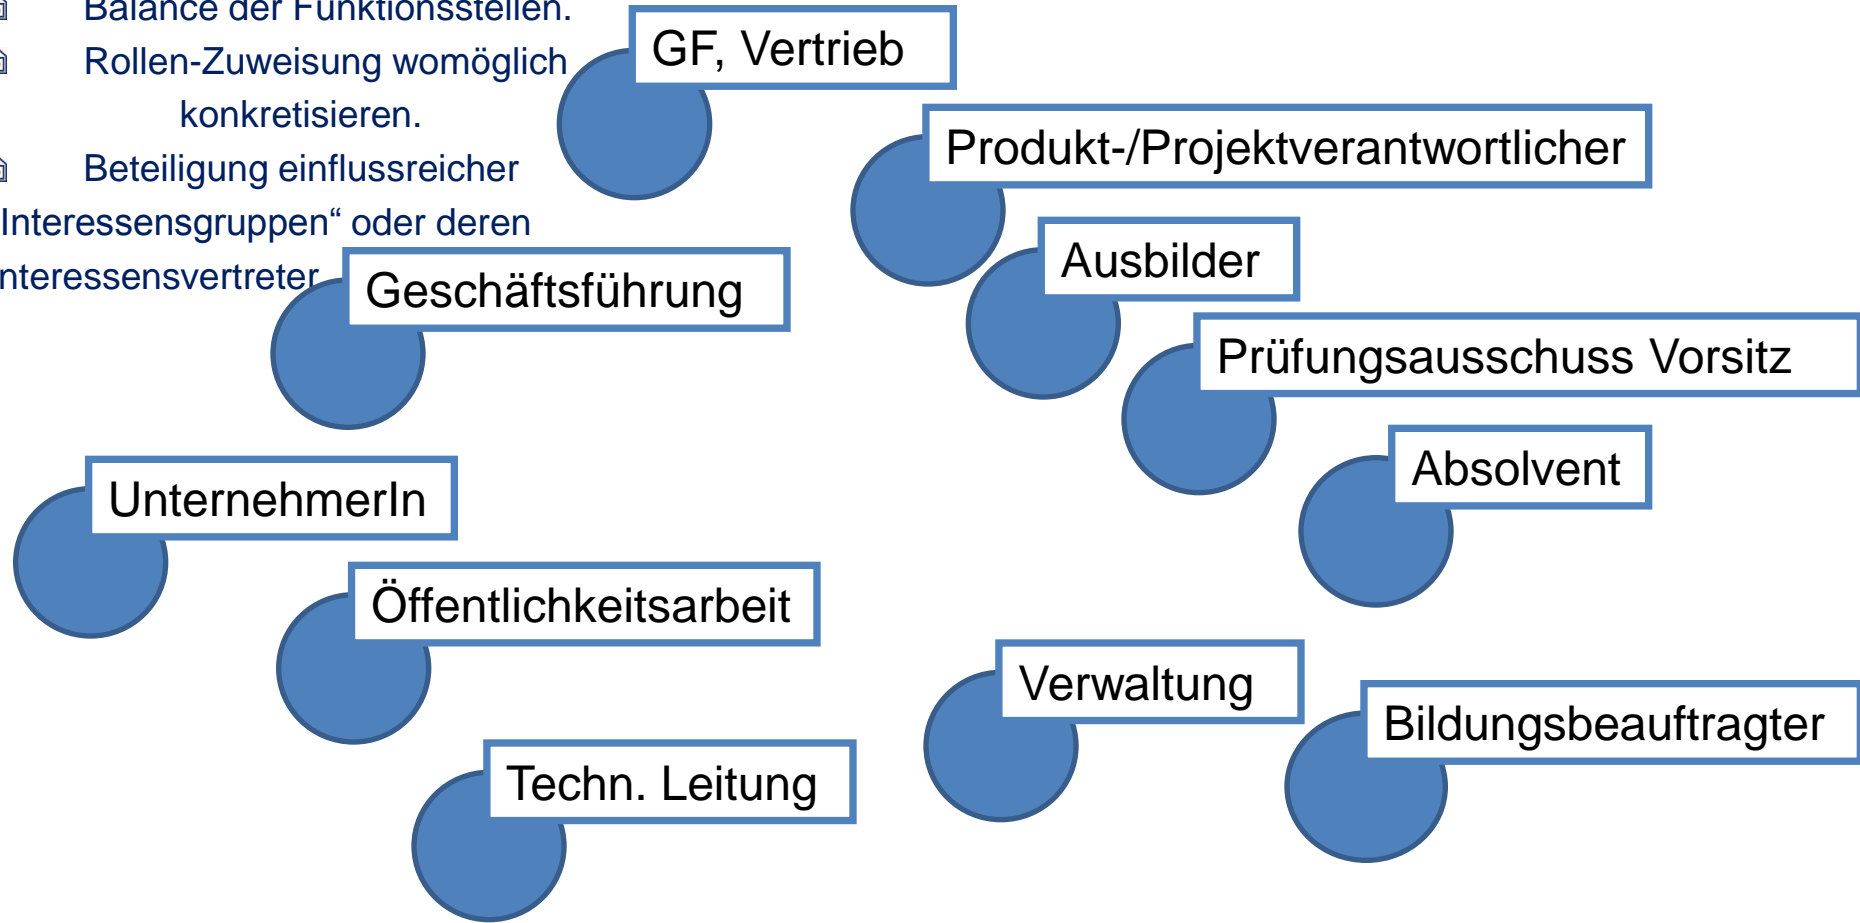 Balance der Funktionsstellen.
Rollen-Zuweisung womöglich
konkretisieren.
Beteiligung einflussreicher
Interessensgruppen“ oder deren
nteressensvertreter
GF, Vertrieb
Produkt-/Projektverantwortlicher
Ausbilder
Geschäftsführung
Prüfungsausschuss Vorsitz
Absolvent
UnternehmerIn
Öffentlichkeitsarbeit
Verwaltung
Bildungsbeauftragter
Techn. Leitung